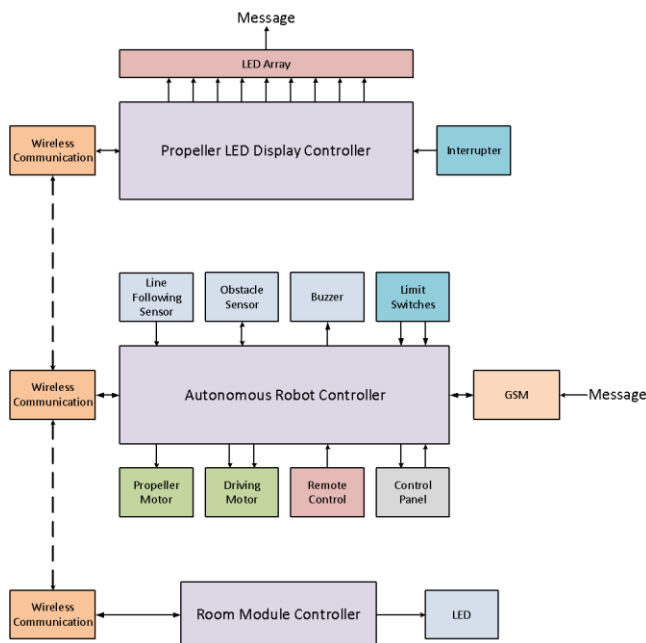 Message
LED Array
Wireless
Communication
Propeller LED Display Controller
Interrupter
Line
Following
Sensor
Obstacle
Sensor
Buzzer
Limit
Switches
Wireless
Communication
Autonomous Robot Controller
GSM
Message
Propeller
Motor
Driving
Motor
Remote
Control
Control
Panel
Wireless
Communication
Room Module Controller
LED